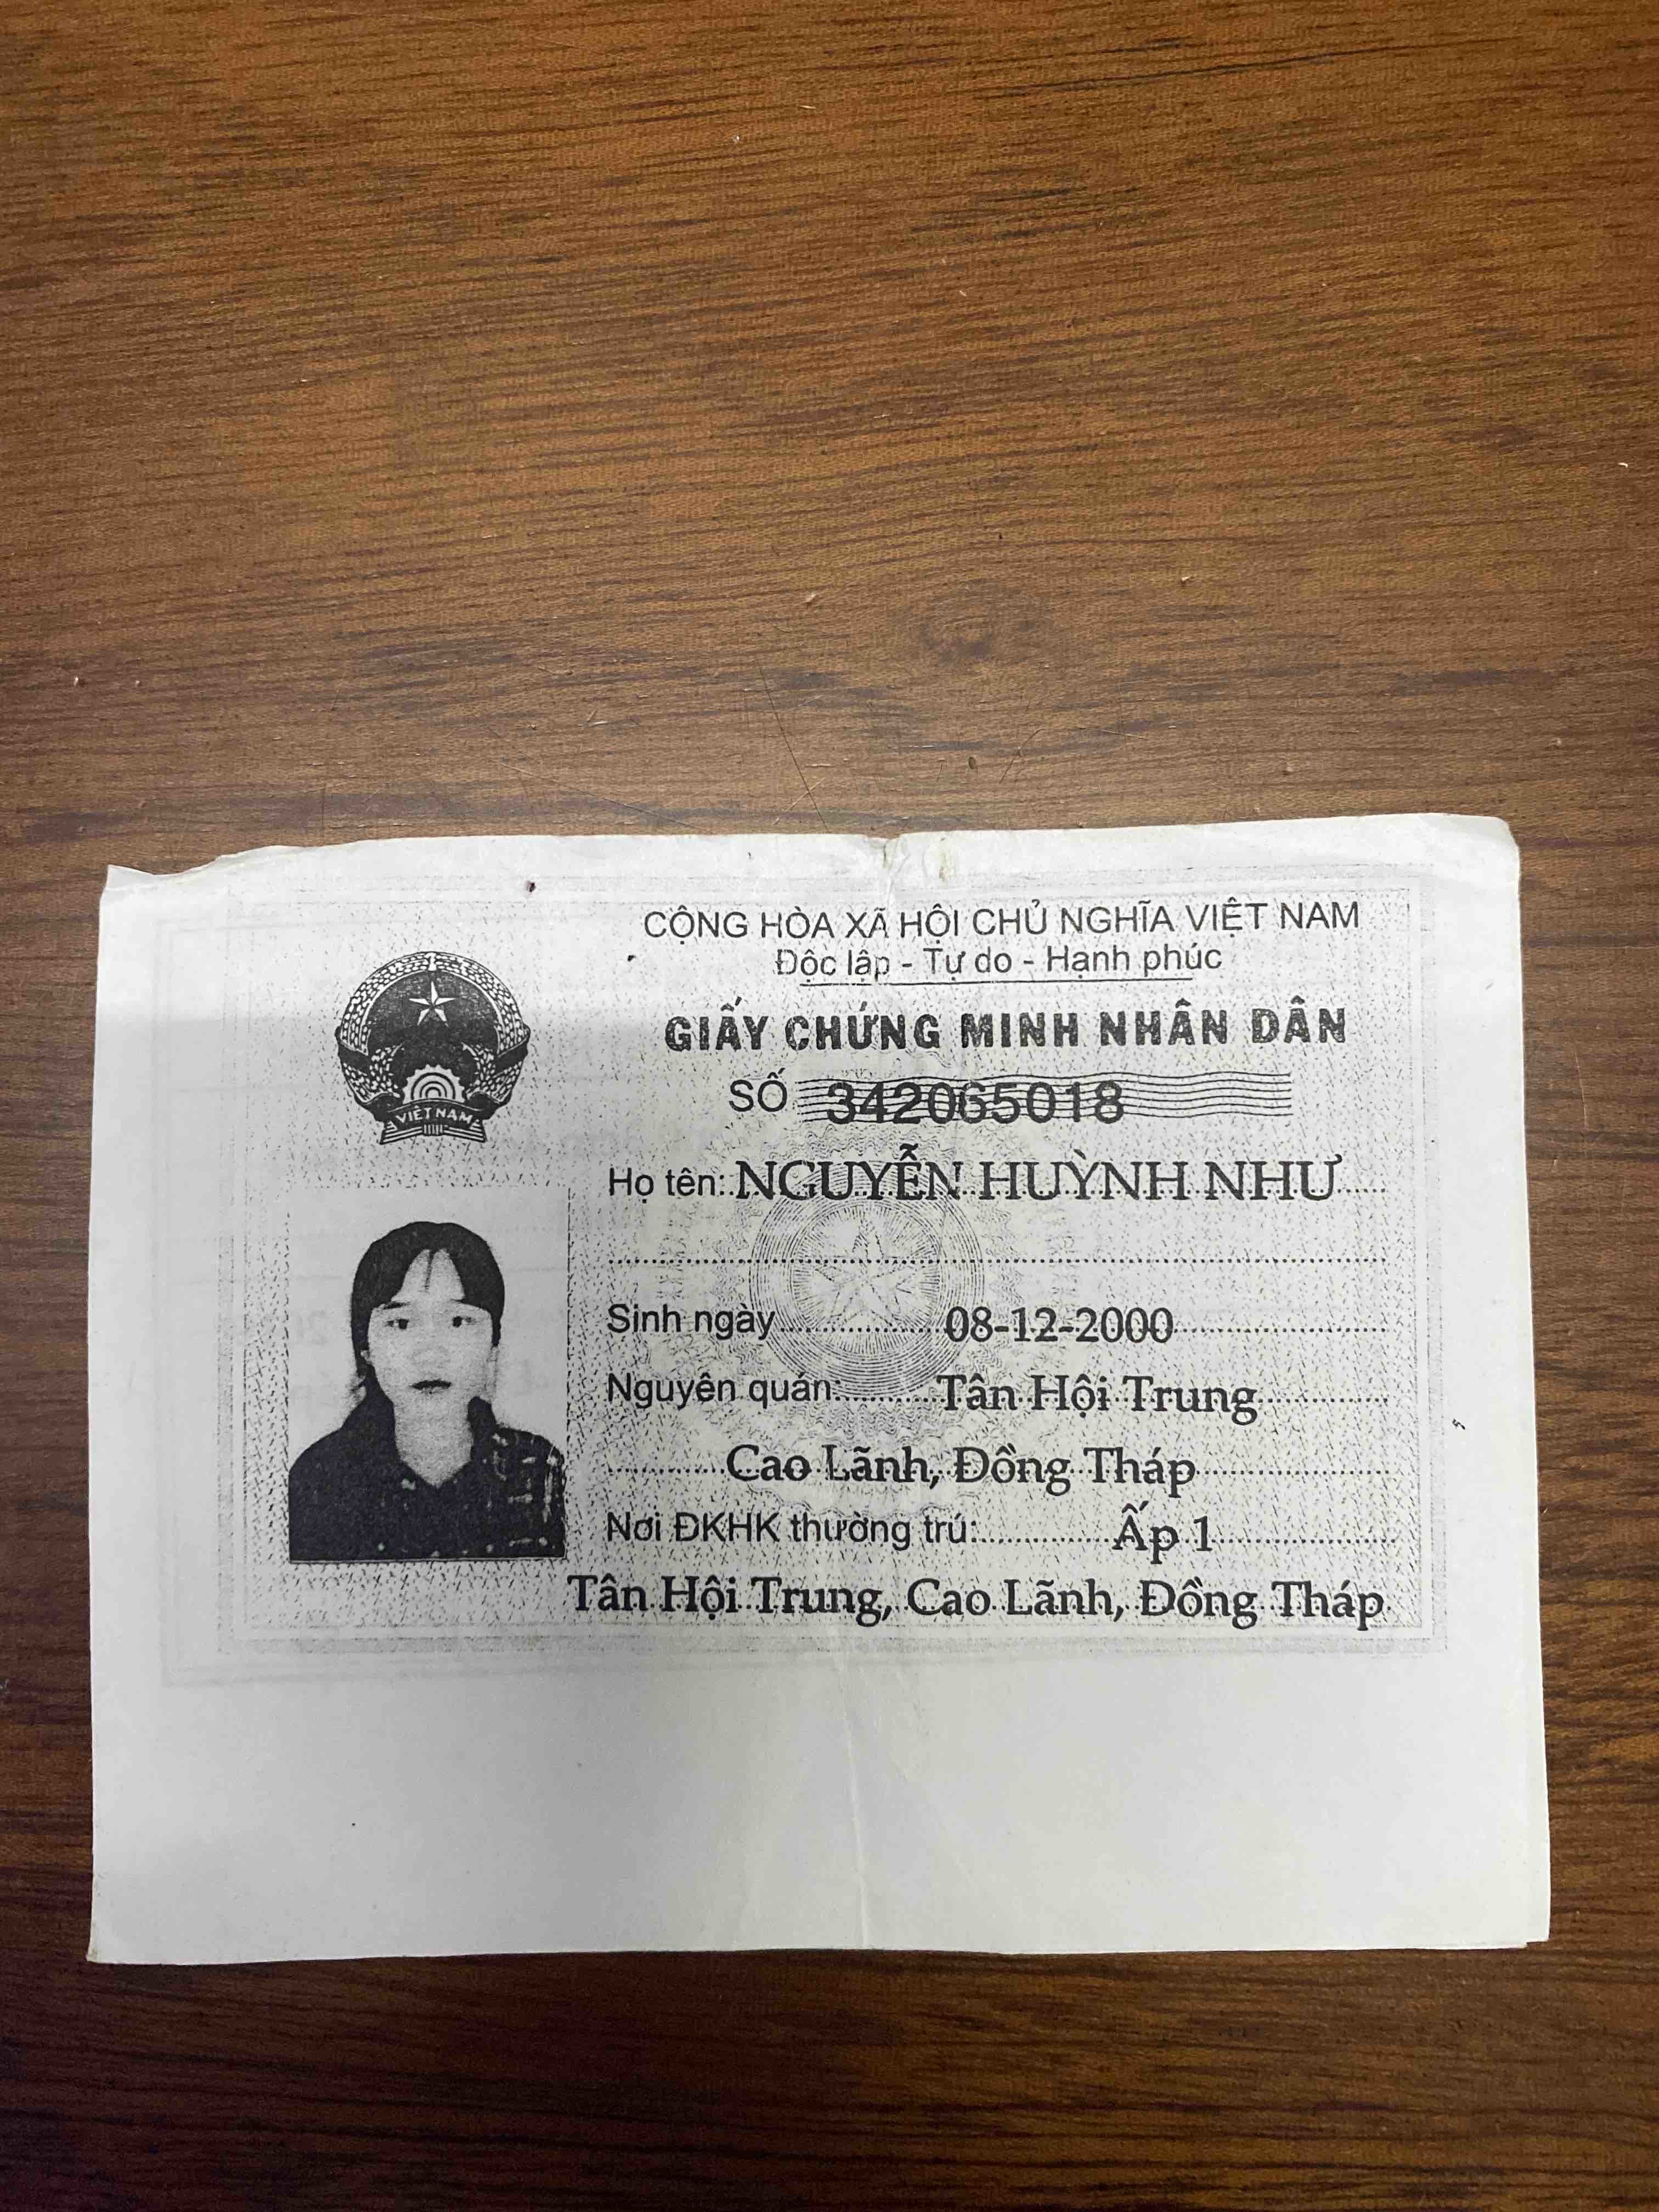 CỘNG HÒA XÃ HỘI CHỦ NGHĨA VIỆT NAM
Độc lập - Tự do - Hạnh phúc
GIẤY CHỨNG MINH NHÂN DÂN
SỐ 342065018
VIỆT NAM
Họ tên: NGUYỄN HUỲNH NHƯ
Sinh ngày 08-12-2000
Nguyên quán: Tân Hội Trung
Cao Lãnh, Đồng Tháp
Nơi ĐKHK thường trú: Ấp 1
Tân Hội Trung, Cao Lãnh, Đồng Tháp